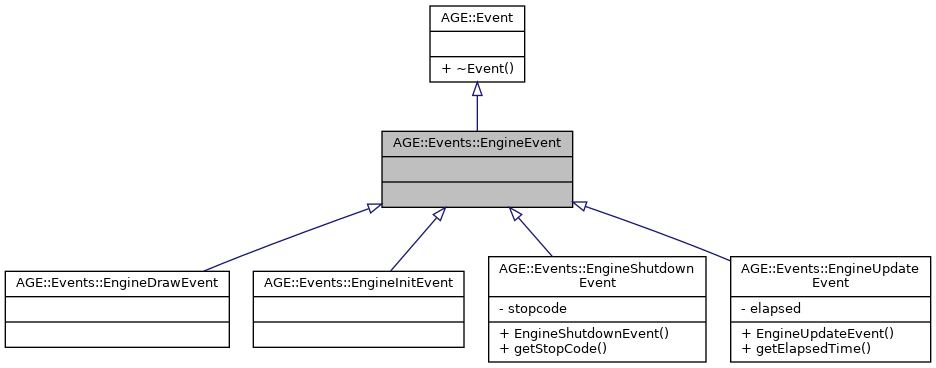 AGE::Event
+ ~Event()
AGE::Events::EngineEvent
AGE::Events::EngineDrawEvent
AGE::Events::EngineInitEvent
AGE::Events::EngineShutdown
Event
- stopcode
+ EngineShutdownEvent()
+ getStopCode()
AGE::Events::EngineUpdate
Event
- elapsed
+ EngineUpdateEvent()
+ getElapsedTime()